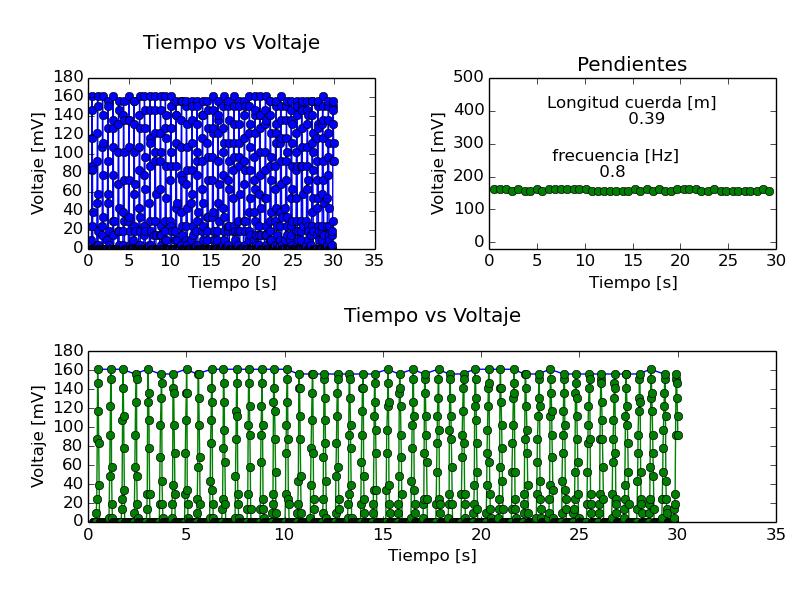 Tiempo vs Voltaje
Voltaje [mV]
180
160
140
120
100
80
60
40
20
0
0 5 10 15 20 25 30 35
Tiempo [s]
Pendientes
Voltaje [mV]
500
400
300
200
100
0
Longitud cuerda [m]
0.39
frecuencia [Hz]
0.8
0 5 10 15 20 25 30
Tiempo [s]
Tiempo vs Voltaje
Voltaje [mV]
180
160
140
120
100
80
60
40
20
0
0 5 10 15 20 25 30 35
Tiempo [s]